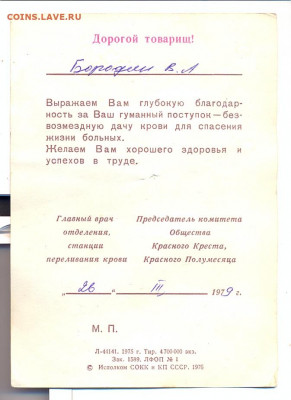 COINS.LAVE.RU
Дорогой товарищ!
Бородин В.А
Выражаем Вам глубокую благодар-
ность за Ваш гуманный поступок—без-
возмездную дачу крови для спасения
жизни больных.
Желаем Вам хорошего здоровья и
успехов в труде.
Главный врач
отделения,
станции
переливания крови
Председатель комитета
Общества
Красного Креста,
Красного Полумесяца
„26" III 1979 г.
М. П.
Л-41141. 1975 г. Тир. 4.700 000 экз.
Зак. 1589. ЛФОП № 1
© Исполком СОКК и КП СССР. 1975